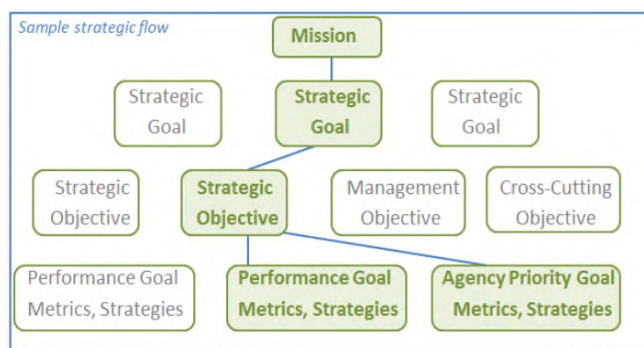 Sample strategic flow
Mission
Strategic
Goal
Strategic
Goal
Strategic
Goal
Strategic
Objective
Strategic
Objective
Management
Objective
Cross-Cutting
Objective
Performance Goal
Metrics, Strategies
Performance Goal
Metrics, Strategies
Agency Priority Goal
Metrics, Strategies